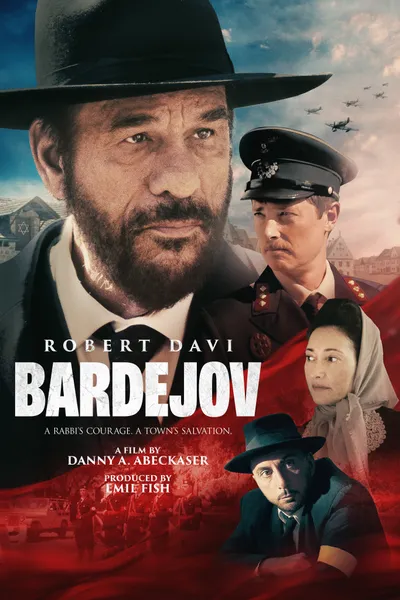 ROBERT DAVI
BARDEJOV
A RABBI'S COURAGE. A TOWN'S SALVATION.
A FILM BY
DANNY A. ABECKASER
PRODUCED BY
EMIE FISH